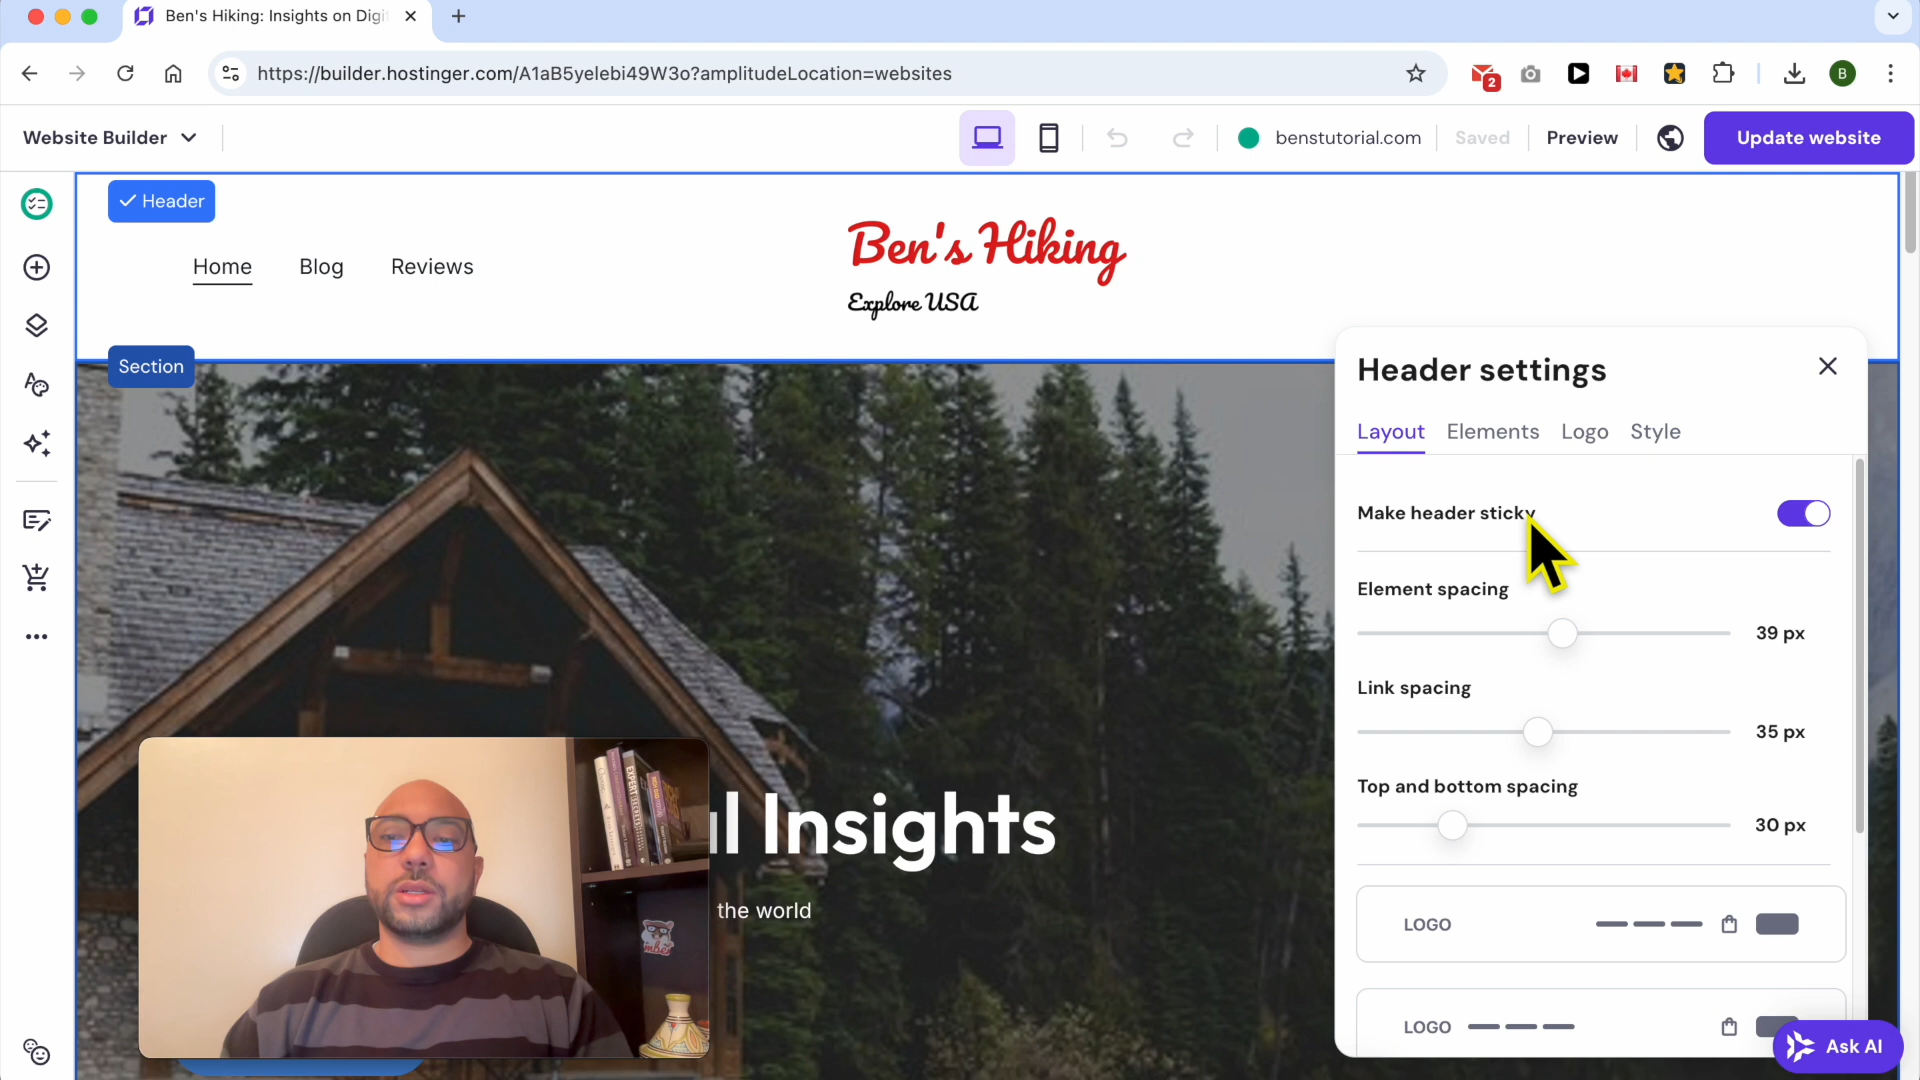 Ben's Hiking: Insights on Digi
https://builder.hostinger.com/A1aB5yelebi49W3o?amplitudeLocation=websites
2
B
Website Builder
benstutorial.com
Saved
Preview
Update website
Header
Home
Blog
Reviews
Ben's Hiking
Explore USA
Section
Header settings
Layout
Elements
Logo
Style
Make header sticky
Element spacing
39 px
Link spacing
35 px
Top and bottom spacing
30 px
l Insights
the world
LOGO
LOGO
Ask AI
EXPERT
SECRETS